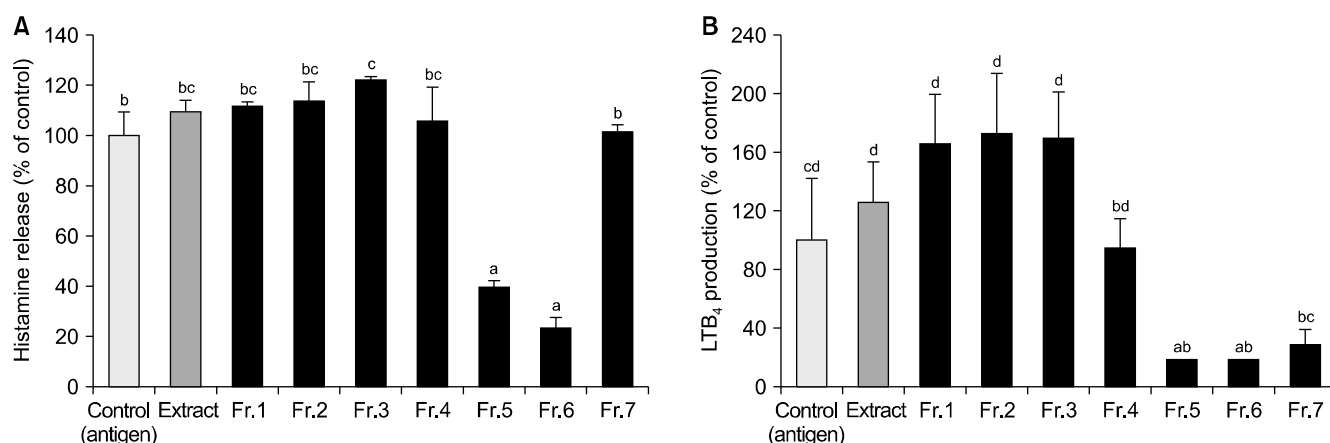 A
Histamine release (% of control)
140
120
100
80
60
40
20
0
b
bc
bc
bc
c
bc
a
a
b
Control
(antigen)
Extract
Fr.1
Fr.2
Fr.3
Fr.4
Fr.5
Fr.6
Fr.7
B
LTB₄ production (% of control)
240
200
160
120
80
40
0
cd
d
d
d
d
bd
ab
ab
bc
Control
(antigen)
Extract
Fr.1
Fr.2
Fr.3
Fr.4
Fr.5
Fr.6
Fr.7